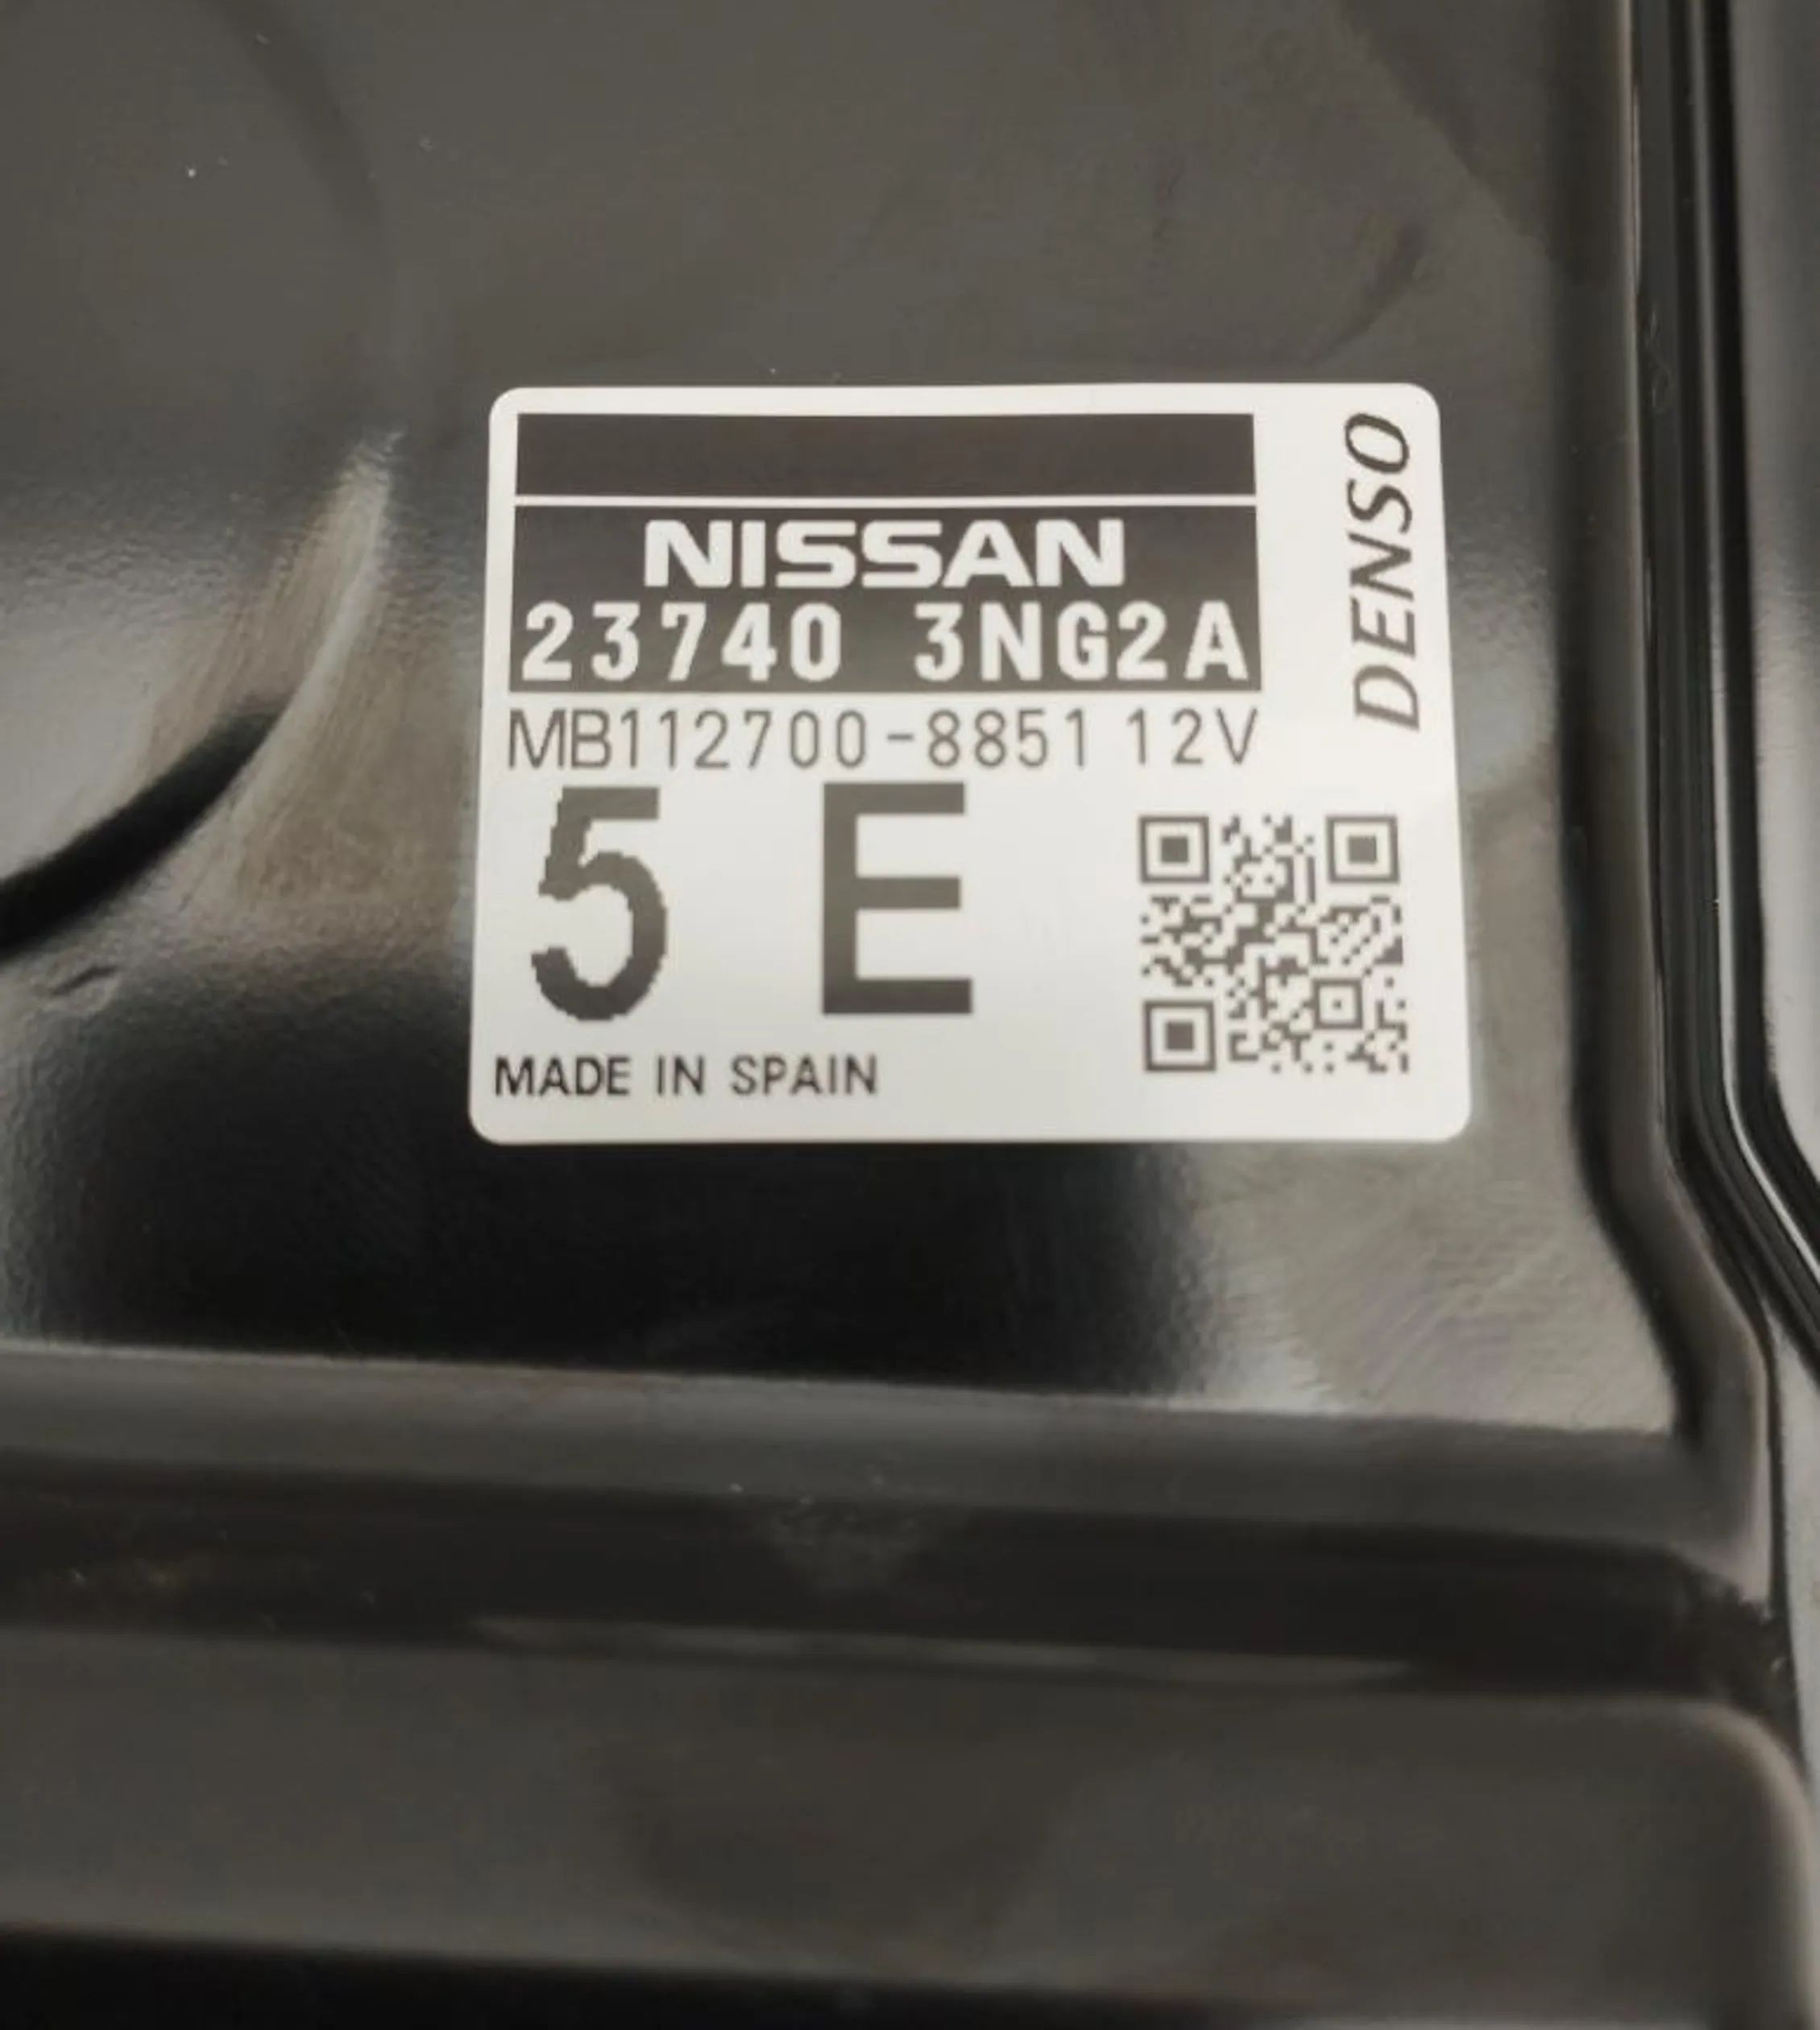 NISSAN
23740 3NG2A
MB112700-8851 12V
5 E
MADE IN SPAIN
DENSO